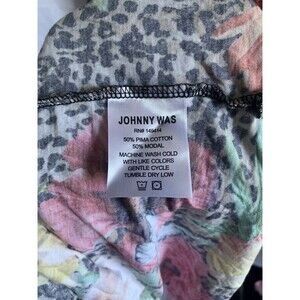 JOHNNY WAS
RN# 149414
50% PIMA COTTON
50% MODAL
MACHINE WASH COLD
WITH LIKE COLORS
GENTLE CYCLE
TUMBLE DRY LOW